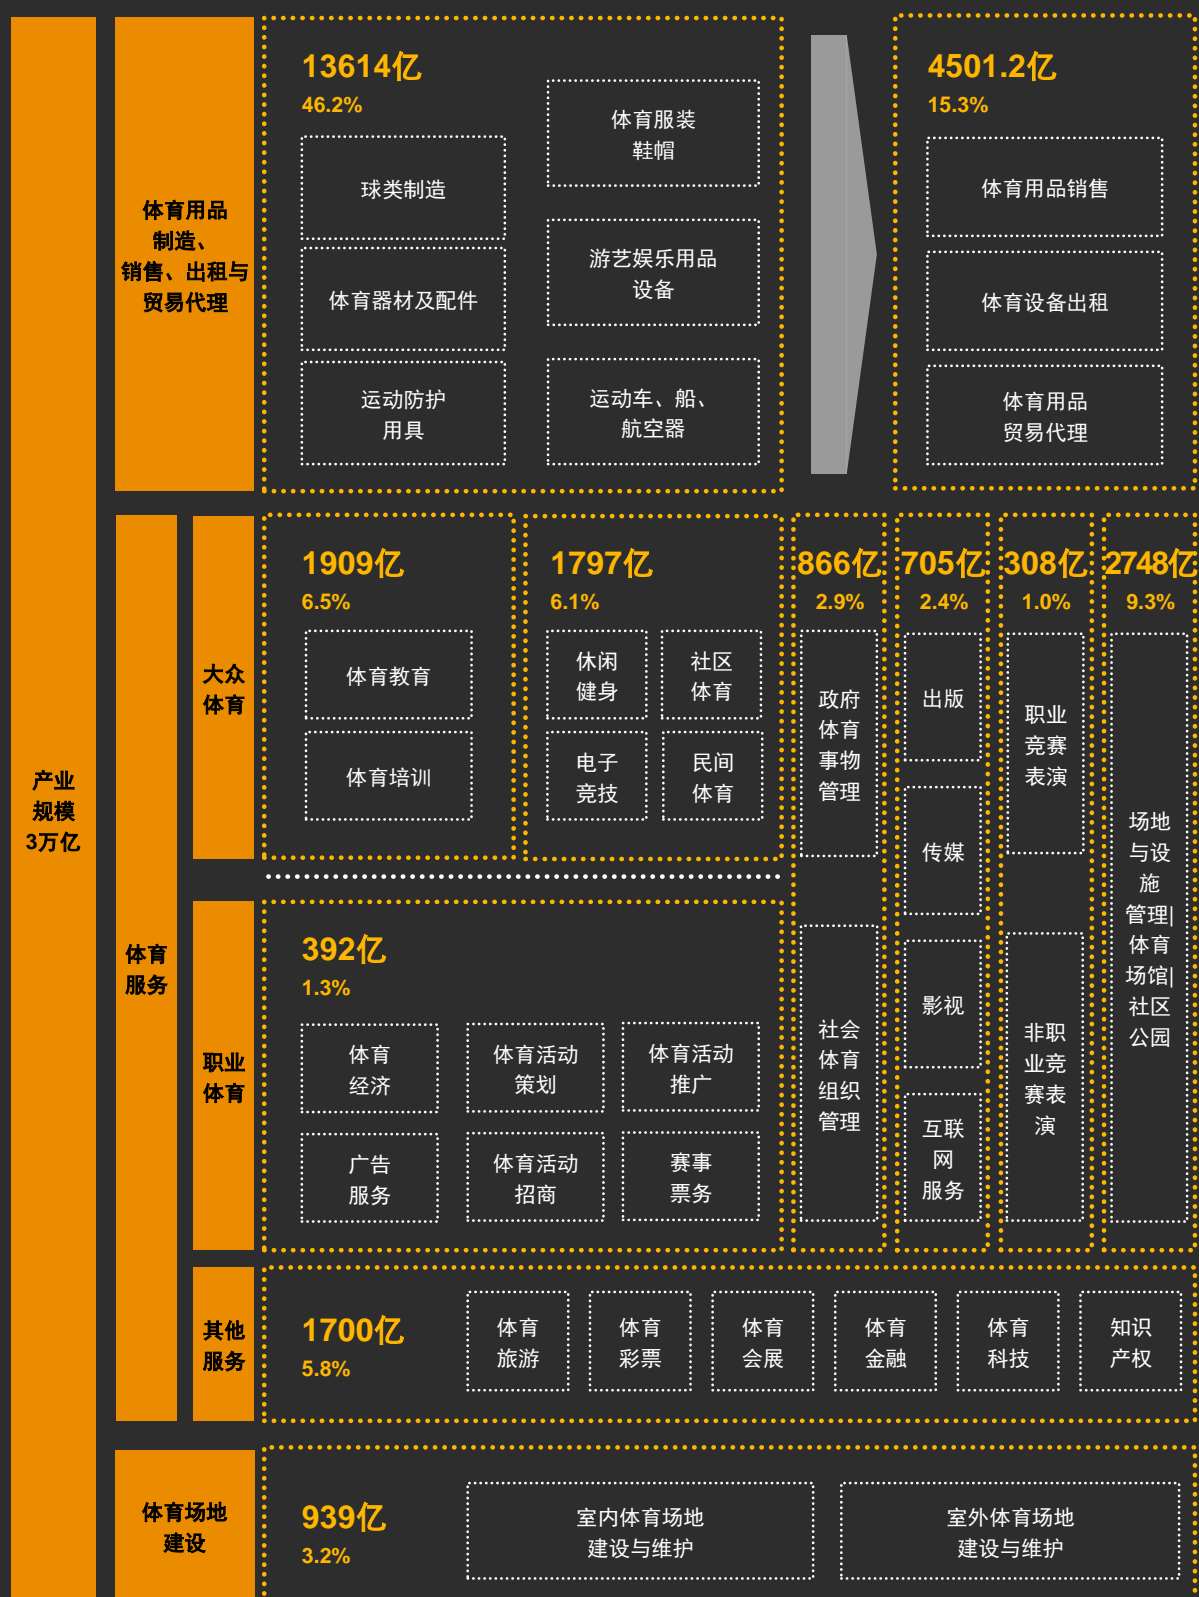 产业
规模
3万亿
体育用品
制造、
销售、出租与
贸易代理
13614亿
46.2%
球类制造
体育器材及配件
运动防护
用具
体育服装
鞋帽
游艺娱乐用品
设备
运动车、船、
航空器
4501.2亿
15.3%
体育用品销售
体育设备出租
体育用品
贸易代理
体育
服务
大众
体育
1909亿
6.5%
体育教育
体育培训
1797亿
6.1%
休闲
健身
社区
体育
电子
竞技
民间
体育
职业
体育
392亿
1.3%
体育
经济
体育活动
策划
体育活动
推广
广告
服务
体育活动
招商
赛事
票务
866亿
2.9%
政府
体育
事物
管理
社会
体育
组织
管理
705亿
2.4%
出版
传媒
影视
互联
网
服务
308亿
1.0%
职业
竞赛
表演
非职
业竞
赛表
演
2748亿
9.3%
场地
与设
施
管理|
体育
场馆|
社区
公园
其他
服务
1700亿
5.8%
体育
旅游
体育
彩票
体育
会展
体育
金融
体育
科技
知识
产权
体育场地
建设
939亿
3.2%
室内体育场地
建设与维护
室外体育场地
建设与维护